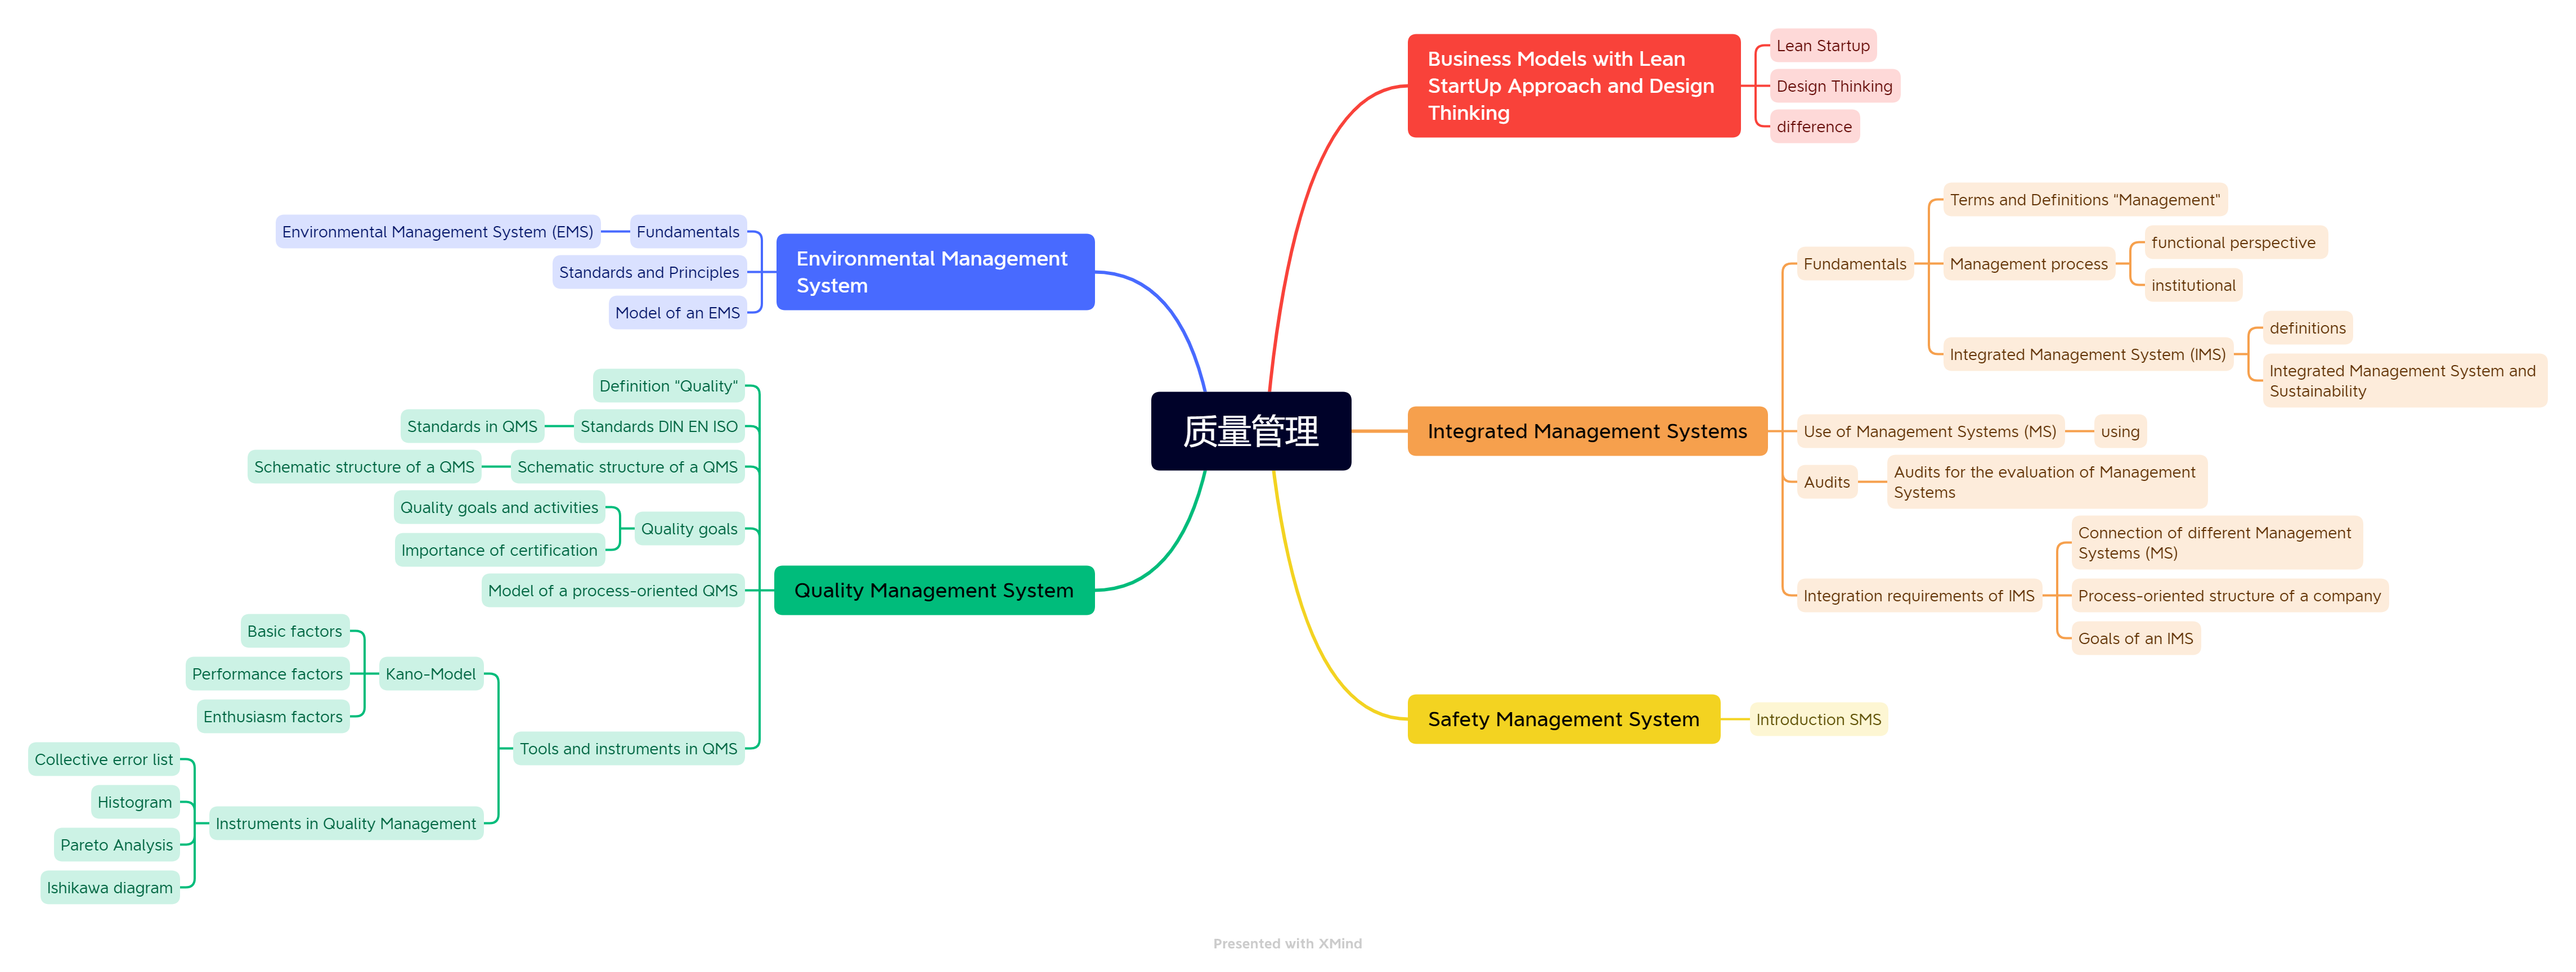 质量管理
Business Models with Lean
StartUp Approach and Design
Thinking
Lean Startup
Design Thinking
difference
Integrated Management Systems
Fundamentals
Terms and Definitions "Management"
Management process
functional perspective
institutional
Integrated Management System (IMS)
definitions
Integrated Management System and
Sustainability
Use of Management Systems (MS)
using
Audits
Audits for the evaluation of Management
Systems
Integration requirements of IMS
Connection of different Management
Systems (MS)
Process-oriented structure of a company
Goals of an IMS
Safety Management System
Introduction SMS
Environmental Management
System
Fundamentals
Environmental Management System (EMS)
Standards and Principles
Model of an EMS
Quality Management System
Definition "Quality"
Standards DIN EN ISO
Standards in QMS
Schematic structure of a QMS
Schematic structure of a QMS
Quality goals
Quality goals and activities
Importance of certification
Model of a process-oriented QMS
Tools and instruments in QMS
Kano-Model
Basic factors
Performance factors
Enthusiasm factors
Instruments in Quality Management
Collective error list
Histogram
Pareto Analysis
Ishikawa diagram
Presented with XMind